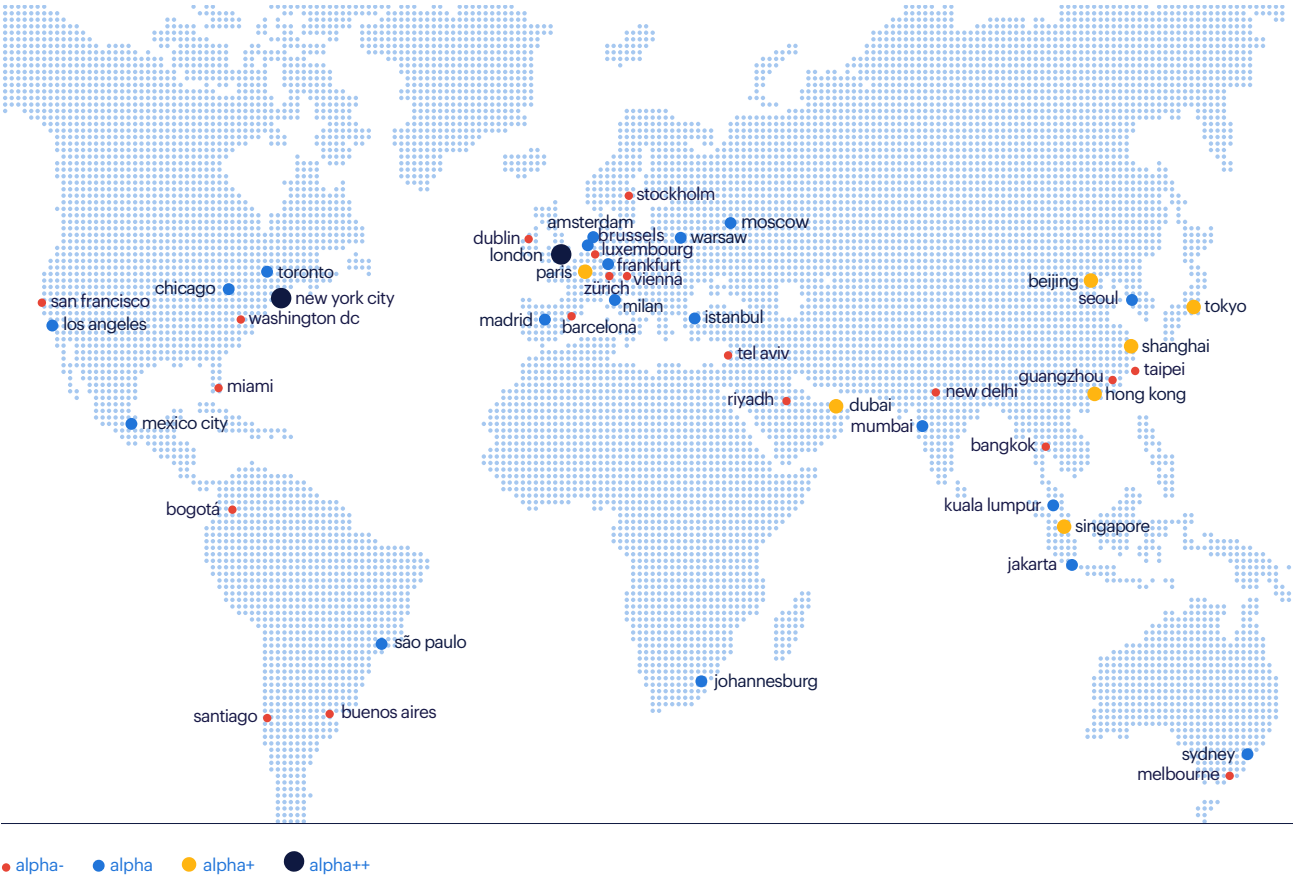 stockholm
amsterdam
moscow
dublin
brussels
warsaw
london
luxembourg
paris
frankfurt
toronto
zürich
vienna
chicago
beijing
new york city
seoul
san francisco
milan
tokyo
los angeles
washington dc
madrid
barcelona
istanbul
shanghai
tel aviv
taipei
guangzhou
miami
new delhi
hong kong
riyadh
dubai
mexico city
mumbai
bangkok
bogotá
kuala lumpur
singapore
jakarta
são paulo
johannesburg
santiago
buenos aires
sydney
melbourne
alpha-
alpha
alpha+
alpha++